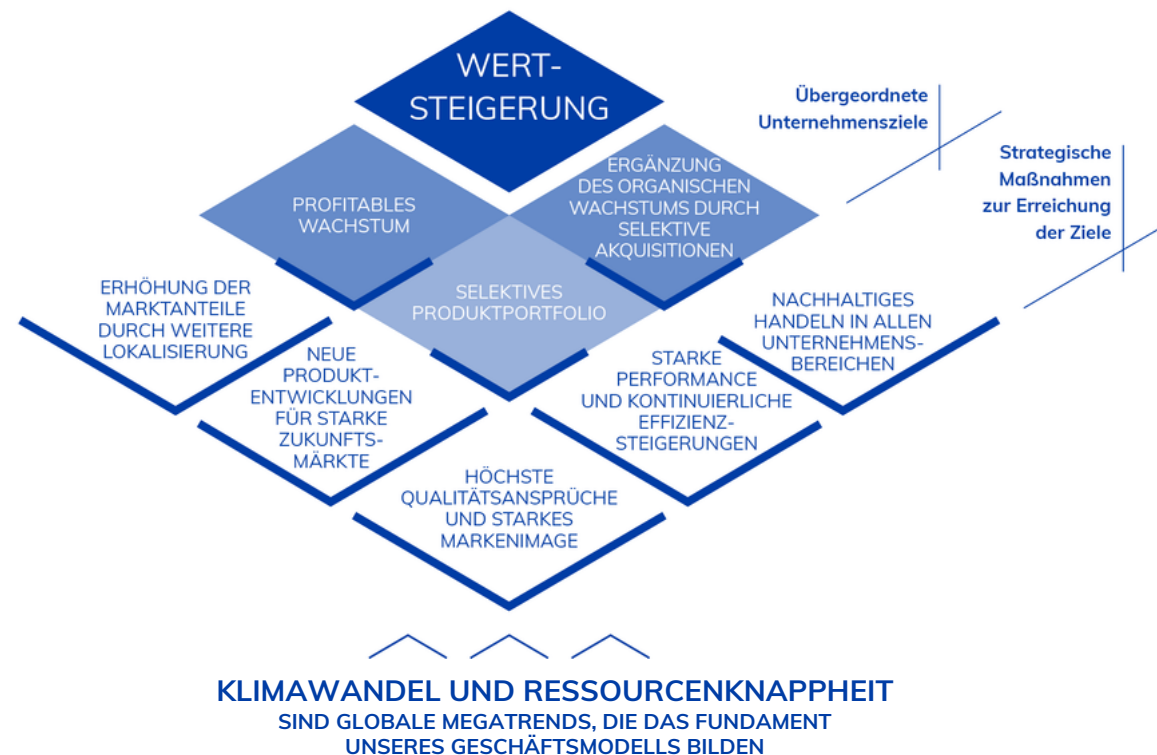 WERT-
STEIGERUNG
Übergeordnete
Unternehmensziele
Strategische
Maßnahmen
zur Erreichung
der Ziele
PROFITABLES
WACHSTUM
ERGÄNZUNG
DES ORGANISCHEN
WACHSTUMS DURCH
SELEKTIVE
AKQUISITIONEN
SELEKTIVES
PRODUKTPORTFOLIO
ERHÖHUNG DER
MARKTANTEILE
DURCH WEITERE
LOKALISIERUNG
NEUE
PRODUKT-
ENTWICKLUNGEN
FÜR STARKE
ZUKUNFTS-
MÄRKTE
HÖCHSTE
QUALITÄTSANSPRÜCHE
UND STARKES
MARKENIMAGE
STARKE
PERFORMANCE
UND KONTINUIERLICHE
EFFIZIENZ-
STEIGERUNGEN
NACHHALTIGES
HANDELN IN ALLEN
UNTERNEHMENS-
BEREICHEN
KLIMAWANDEL UND RESSOURCENKNAPPHEIT
SIND GLOBALE MEGATRENDS, DIE DAS FUNDAMENT
UNSERES GESCHÄFTSMODELLS BILDEN